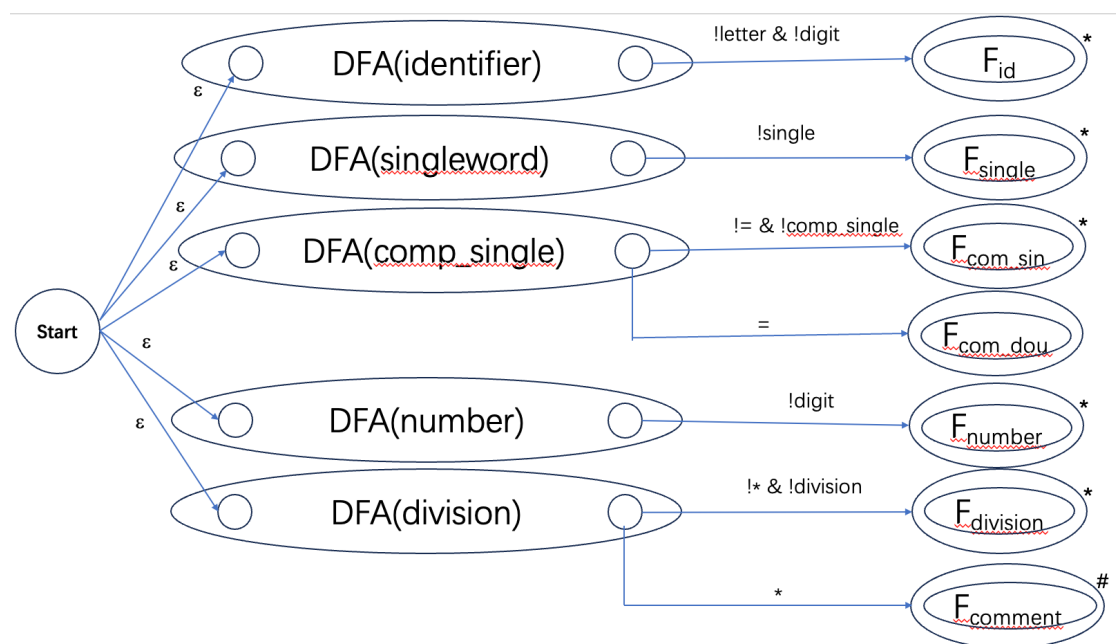 !letter & !digit
DFA(identifier)
F_id *
ε
!single
DFA(singleword)
F_single *
ε
!= & !comp_single
DFA(comp_single)
F_com_sin *
ε
Start
=
F_com_dou
ε
!digit
DFA(number)
F_number *
ε
!* & !division
DFA(division)
F_division *
*
F_comment #